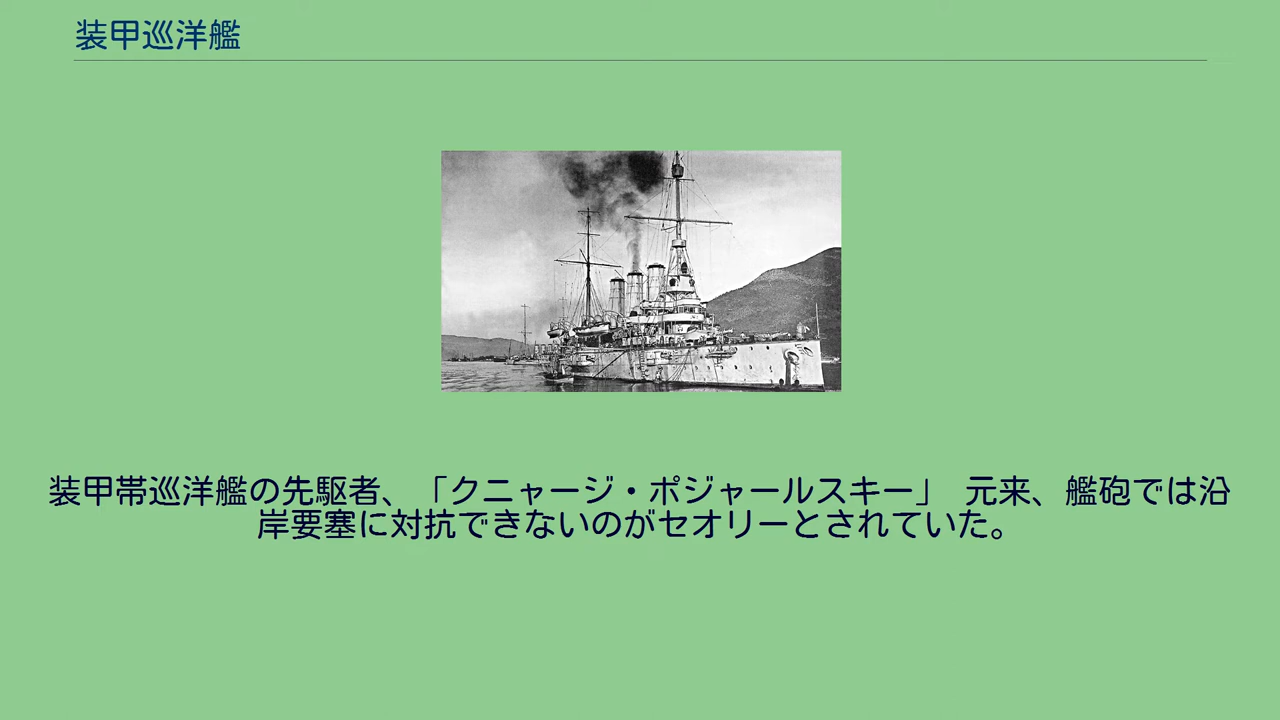 装甲巡洋艦
装甲帯巡洋艦の先駆者、「クニャージ・ポジャールスキー」 元来、艦砲では沿
岸要塞に対抗できないのがセオリーとされていた。